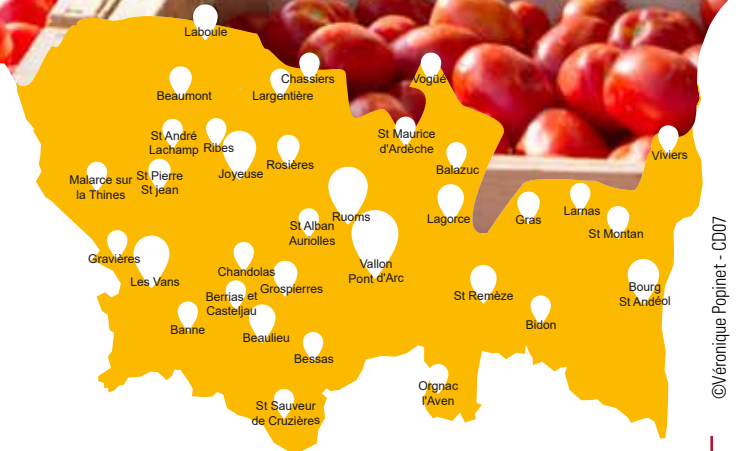 Laboule
Chassiers
Vogüé
Beaumont
Largentière
St André
Lachamp
Ribes
Joyeuse
Rosières
St Maurice
d'Ardèche
Balazuc
Viviers
Malarce sur
la Thines
St Pierre
St jean
Ruoms
Lagorce
Gras
Larnas
St Montan
St Alban
Auriolles
Gravières
Les Vans
Chandolas
Grospierres
Vallon
Pont d'Arc
St Remèze
Bourg
St Andéol
Berrias et
Casteljau
Banne
Beaulieu
Bidon
Bessas
Orgnac
l'Aven
St Sauveur
de Cruzières
©Véronique Popinet - CD07